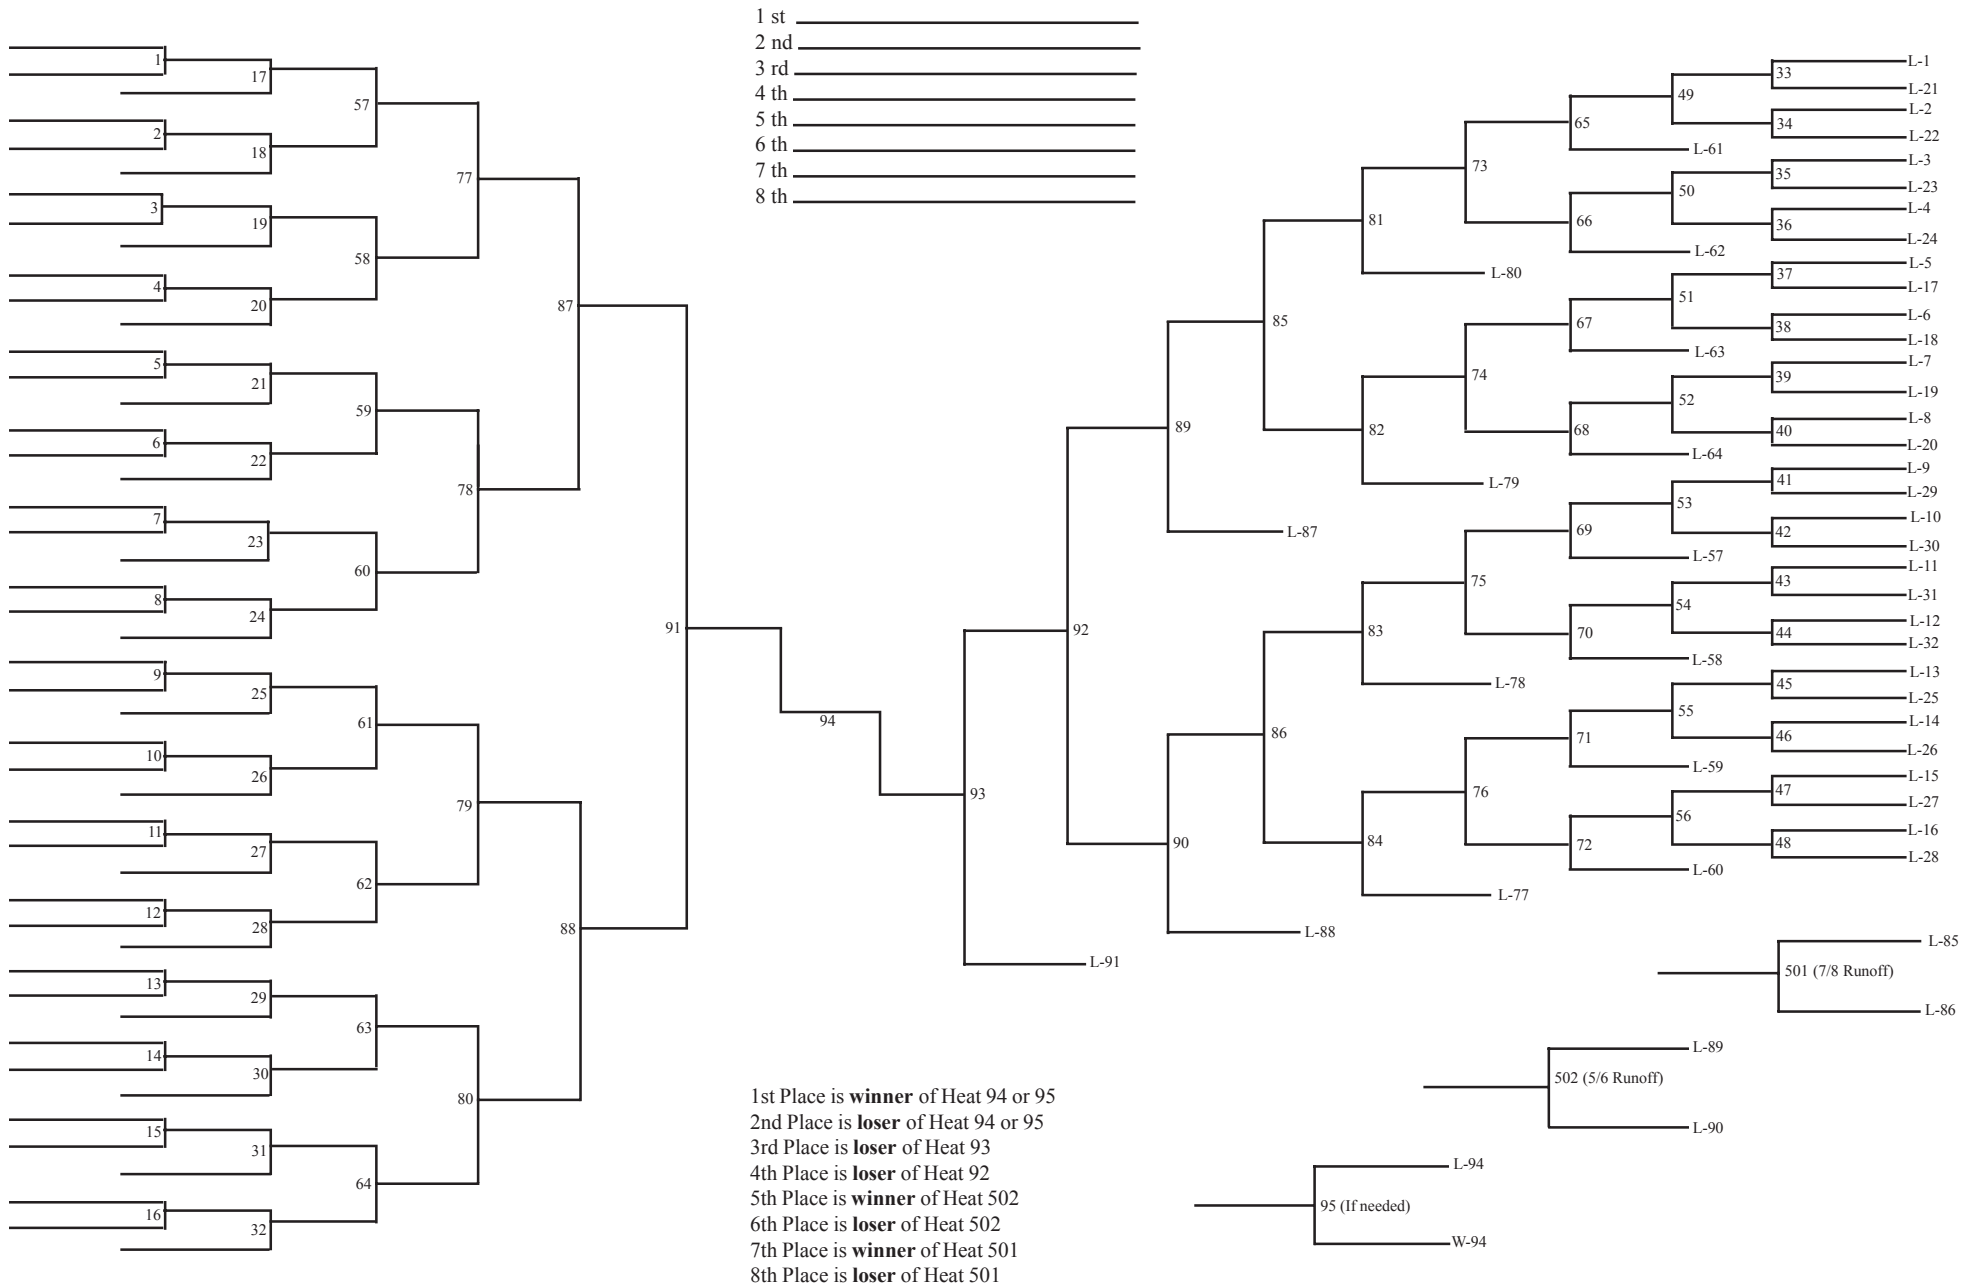 1 st
2 nd
3 rd
4 th
5 th
6 th
7 th
8 th
1
17
57
2
18
77
3
19
58
4
20
87
5
21
59
6
22
78
7
23
60
8
24
91
9
25
61
10
26
79
11
27
62
12
28
88
13
29
63
14
30
80
15
31
64
16
32
94
93
92
L-91
89
90
L-87
L-88
85
86
81
82
83
84
L-80
L-79
L-78
L-77
73
74
75
76
65
66
67
68
69
70
71
72
L-61
L-62
L-63
L-64
L-57
L-58
L-59
L-60
49
50
51
52
53
54
55
56
33
34
35
36
37
38
39
40
41
42
43
44
45
46
47
48
L-1
L-21
L-2
L-22
L-3
L-23
L-4
L-24
L-5
L-17
L-6
L-18
L-7
L-19
L-8
L-20
L-9
L-29
L-10
L-30
L-11
L-31
L-12
L-32
L-13
L-25
L-14
L-26
L-15
L-27
L-16
L-28
L-85
501 (7/8 Runoff)
L-86
L-89
502 (5/6 Runoff)
L-90
L-94
95 (If needed)
W-94
1st Place is winner of Heat 94 or 95
2nd Place is loser of Heat 94 or 95
3rd Place is loser of Heat 93
4th Place is loser of Heat 92
5th Place is winner of Heat 502
6th Place is loser of Heat 502
7th Place is winner of Heat 501
8th Place is loser of Heat 501